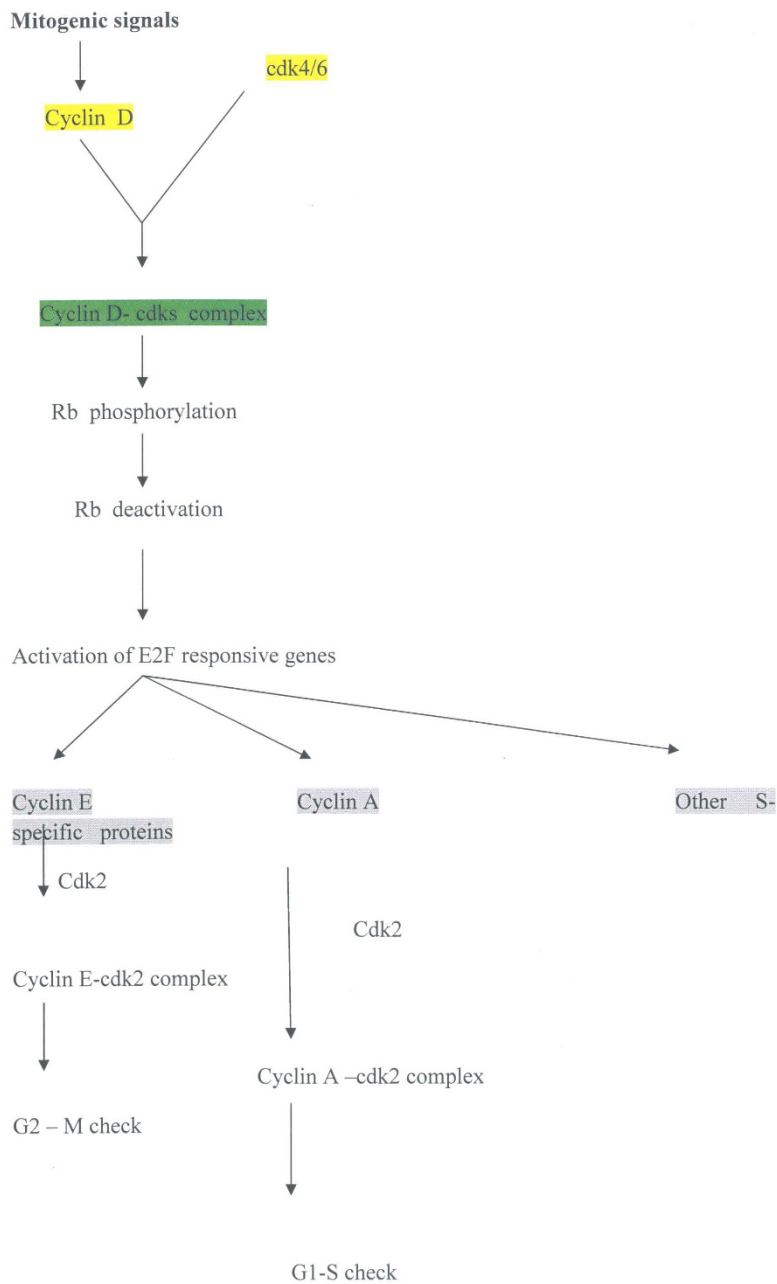 Mitogenic signals
cdk4/6
Cyclin D
Cyclin D- cdks complex
Rb phosphorylation
Rb deactivation
Activation of E2F responsive genes
Cyclin E Cyclin A Other S-
specific proteins
Cdk2
Cdk2
Cyclin E-cdk2 complex
Cyclin A –cdk2 complex
G2 – M check
G1-S check